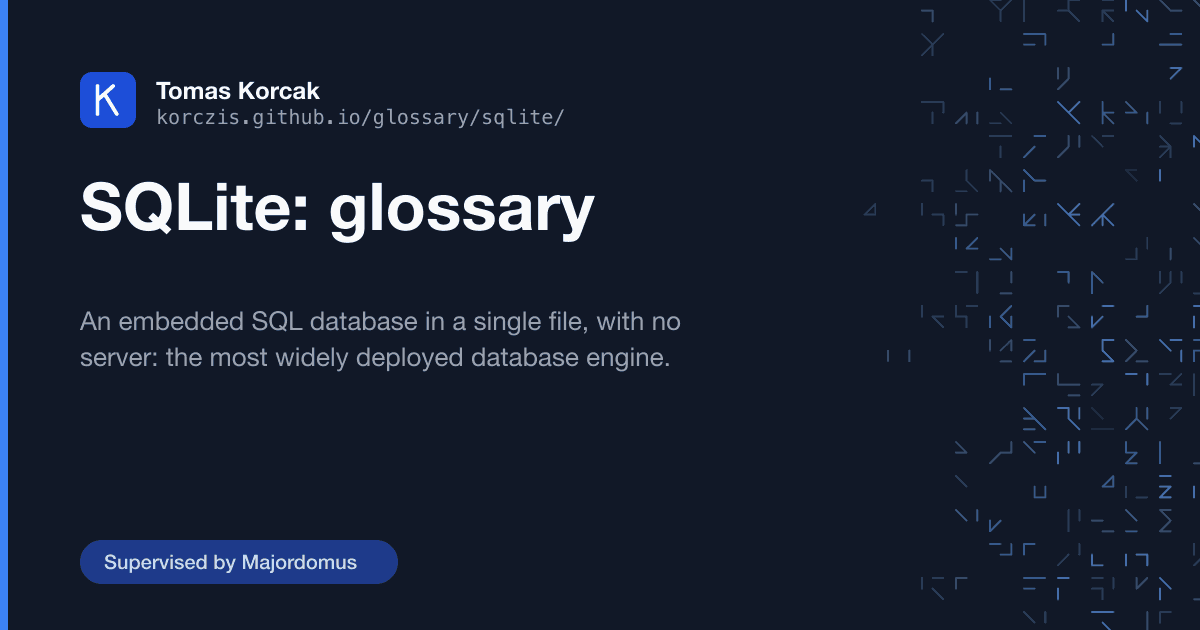 K
Tomas Korcak
korczis.github.io/glossary/sqlite/
SQLite: glossary
An embedded SQL database in a single file, with no
server: the most widely deployed database engine.
Supervised by Majordomus